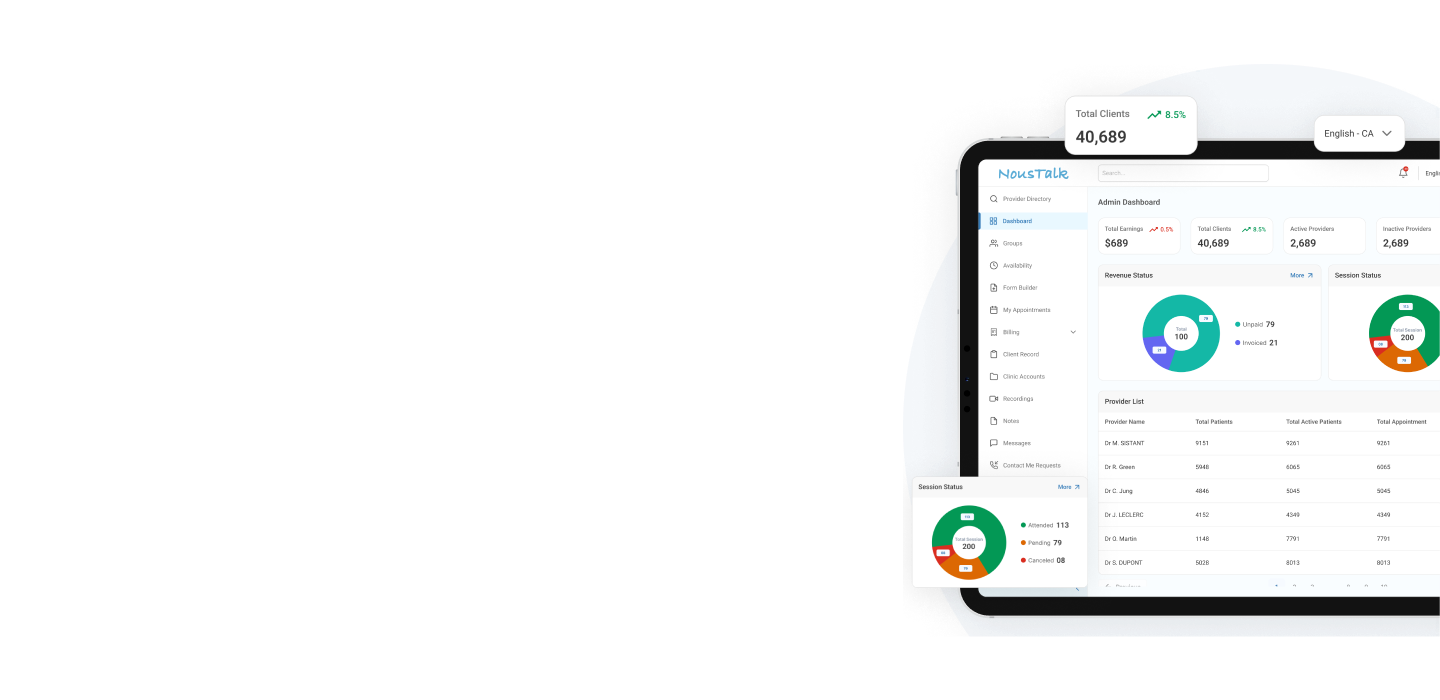 Total Clients 8.5%
40,689
English - CA
NousTalk
Search...
Englis
Provider Directory
Dashboard
Groups
Availability
Form Builder
My Appointments
Billing
Client Record
Clinic Accounts
Recordings
Notes
Messages
Contact Me Requests
Admin Dashboard
Total Earnings 0.5%
$689
Total Clients 8.5%
40,689
Active Providers
2,689
Inactive Providers
2,689
Revenue Status More
79
Total
100
21
Unpaid 79
Invoiced 21
Session Status
113
Total Session
200
08
79
Provider List
Provider Name Total Patients Total Active Patients Total Appointment
Dr M. SISTANT 9151 9261 9261
Dr R. Green 5948 6065 6065
Dr C. Jung 4846 5045 5045
Dr J. LECLERC 4152 4349 4349
Dr O. Martin 1148 7791 7791
Dr S. DUPONT 5028 8013 8013
Session Status More
113
Total Session
200
08
79
Attended 113
Pending 79
Canceled 08